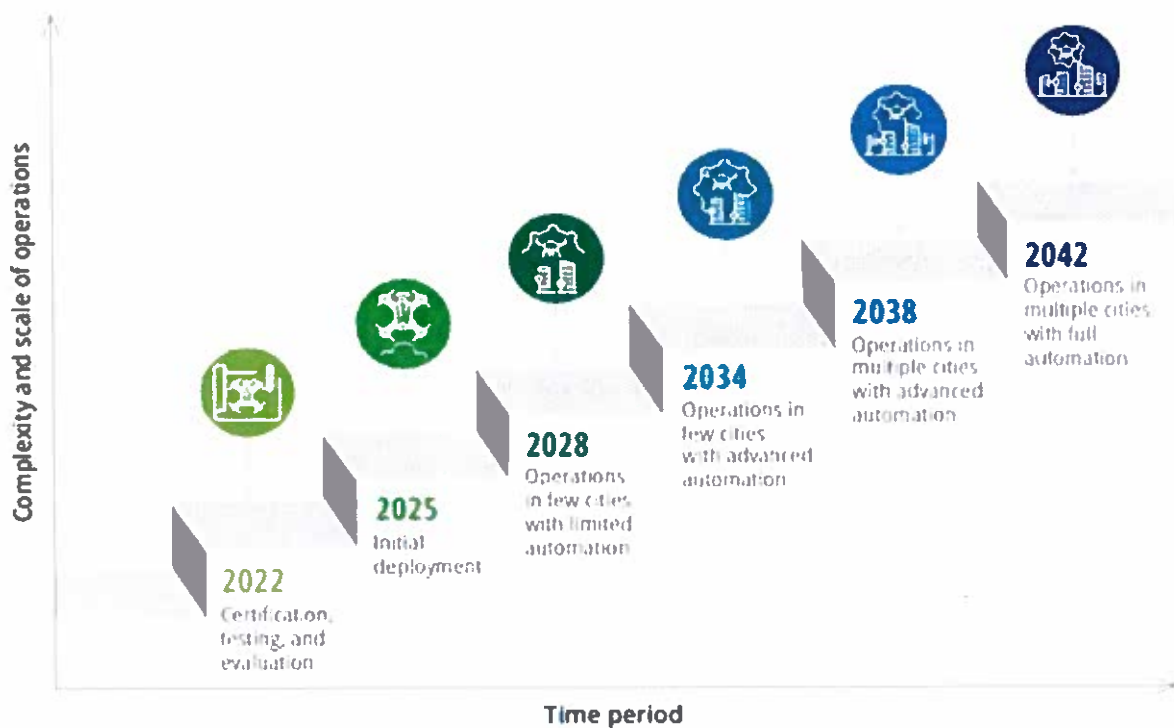 Complexity and scale of operations
2022
Certification,
testing, and
evaluation
2025
Initial
deployment
2028
Operations
in few cities
with limited
automation
2034
Operations in
few cities
with advanced
automation
2038
Operations in
multiple cities
with advanced
automation
2042
Operations in
multiple cities
with full
automation
Time period